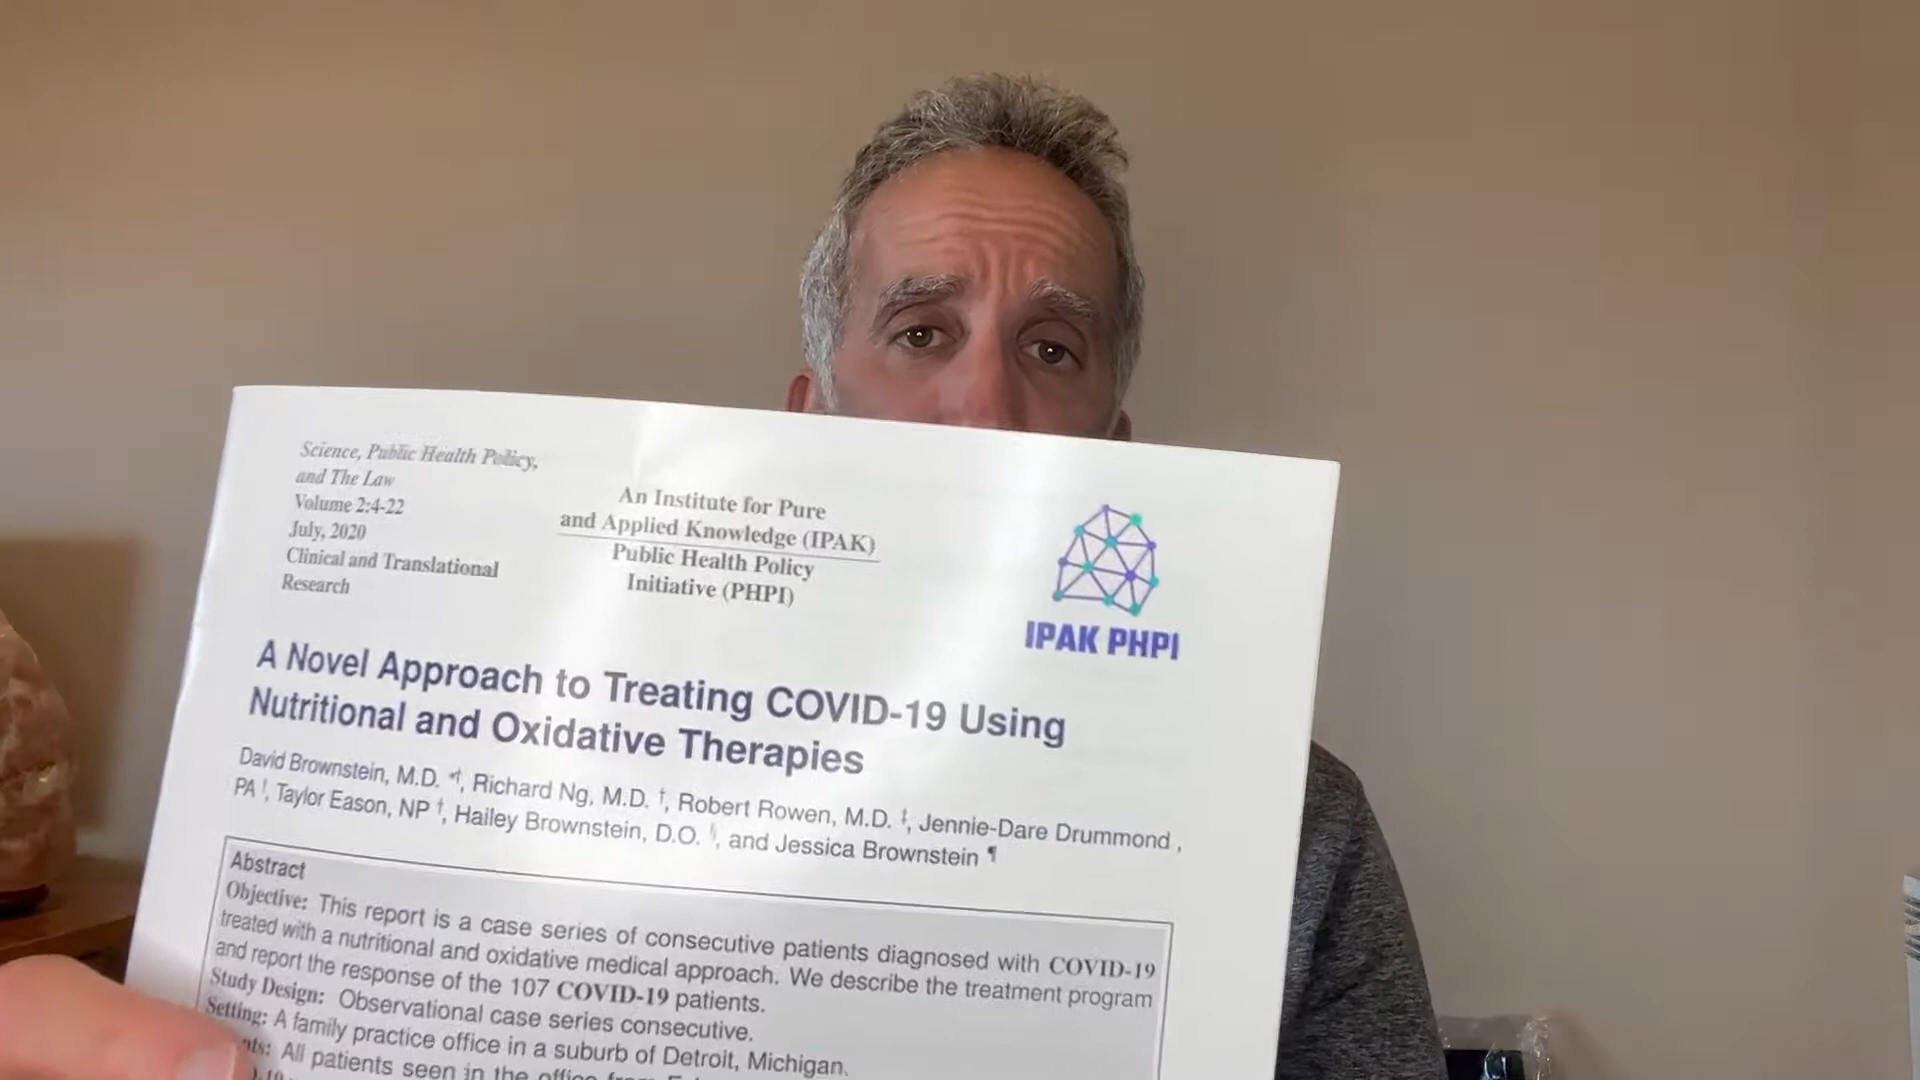 Science, Public Health Policy,
and The Law
Volume 2:4-22
July, 2020
Clinical and Translational
Research
An Institute for Pure
and Applied Knowledge (IPAK)
Public Health Policy
Initiative (PHPI)
IPAK PHPI
A Novel Approach to Treating COVID-19 Using
Nutritional and Oxidative Therapies
David Brownstein, M.D. *†, Richard Ng, M.D. †, Robert Rowen, M.D. ‡, Jennie-Dare Drummond,
PA †, Taylor Eason, NP †, Hailey Brownstein, D.O. §, and Jessica Brownstein ¶
Abstract
Objective: This report is a case series of consecutive patients diagnosed with COVID-19
treated with a nutritional and oxidative medical approach. We describe the treatment program
and report the response of the 107 COVID-19 patients.
Study Design: Observational case series consecutive.
Setting: A family practice office in a suburb of Detroit, Michigan.
All patients seen in the office from